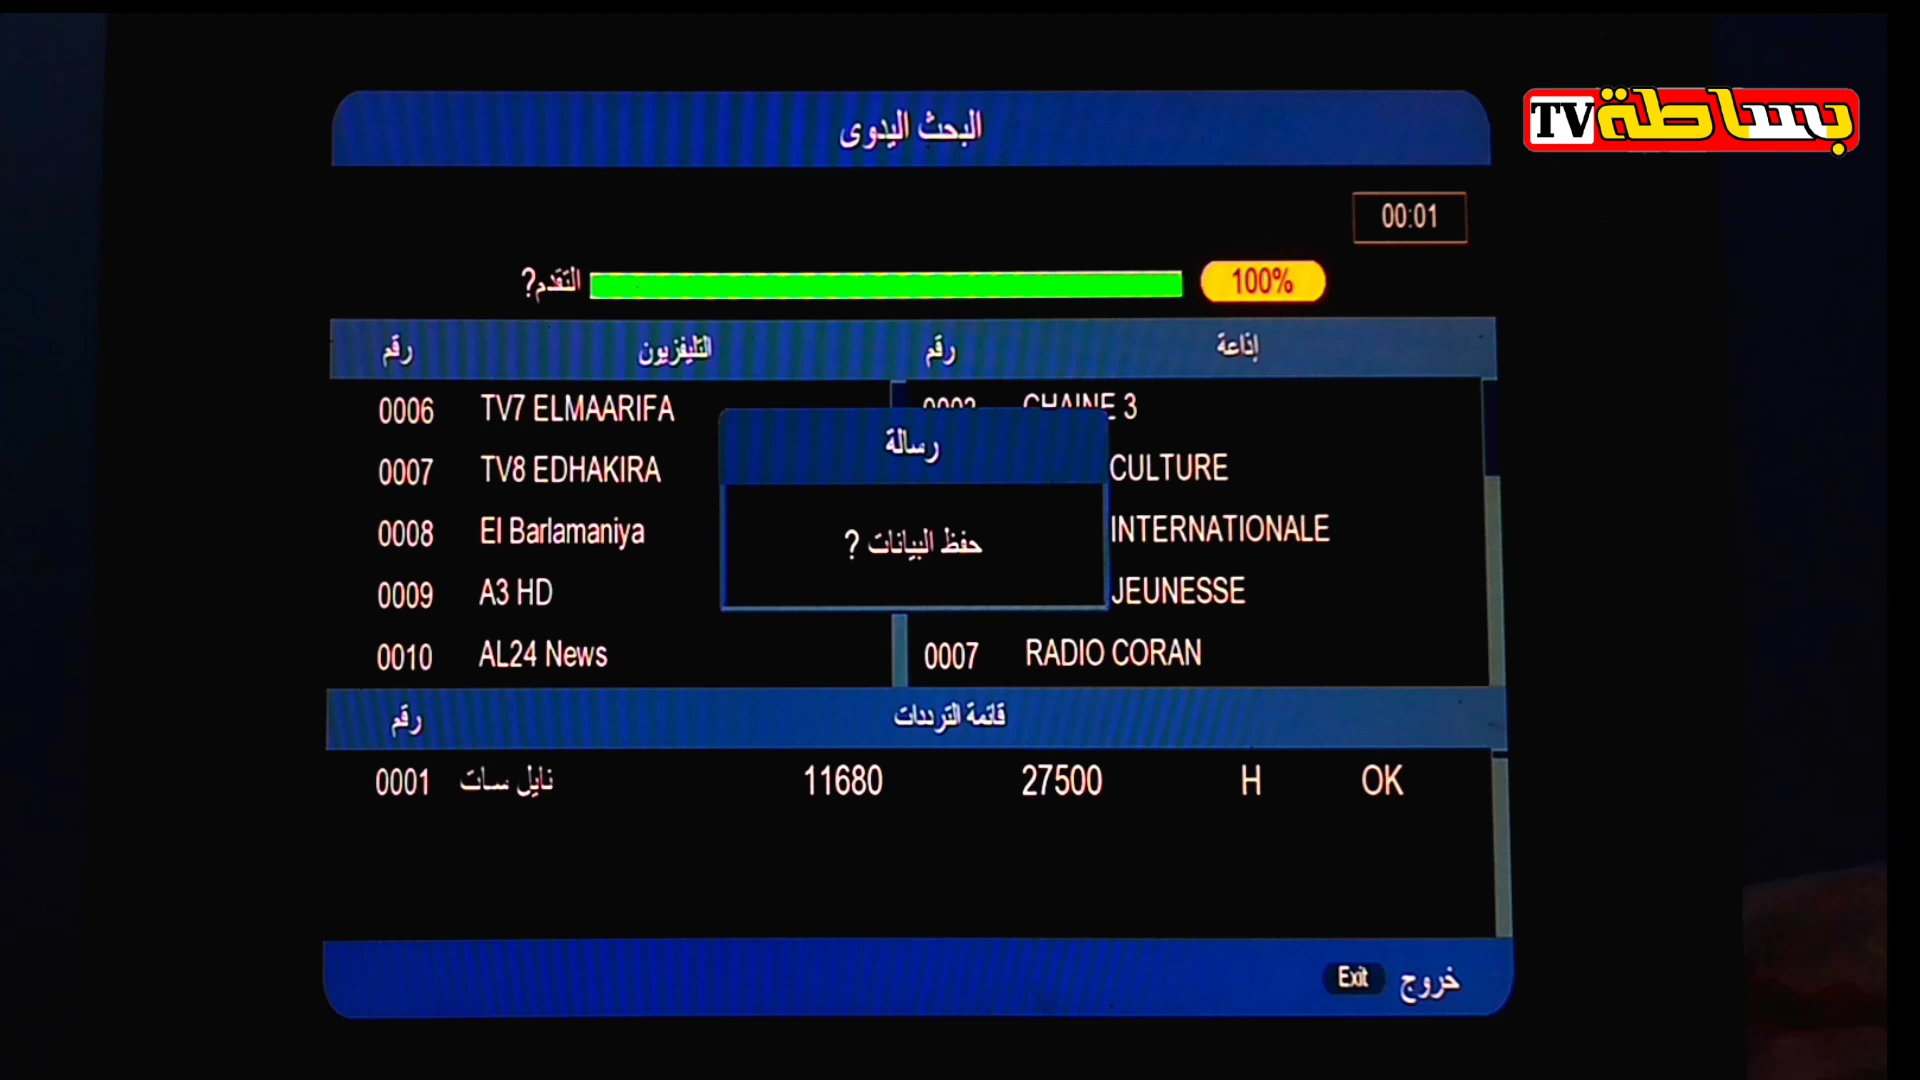 البحث اليدوى
بساطة TV
00:01
التقدم? 100%
رقم التليفزيون رقم إذاعة
0006 TV7 ELMAARIFA CHAINE 3
0007 TV8 EDHAKIRA CULTURE
0008 El Barlamaniya INTERNATIONALE
0009 A3 HD JEUNESSE
0010 AL24 News 0007 RADIO CORAN
رسالة
حفظ البيانات ?
رقم قائمة الترددات
0001 نايل سات 11680 27500 H OK
Exit خروج